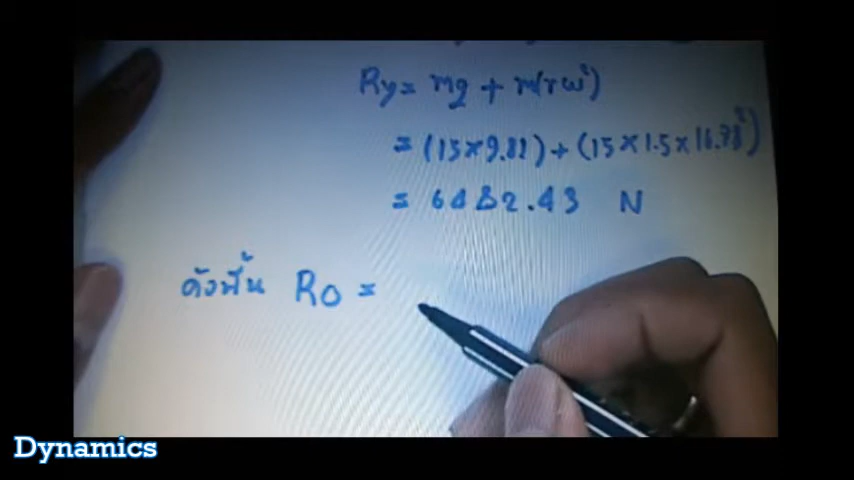 Ry = mg + m(rω²)
= (15×9.81) + (15×1.5×16.78²)
= 6482.43 N
ดังนั้น Ro =
Dynamics